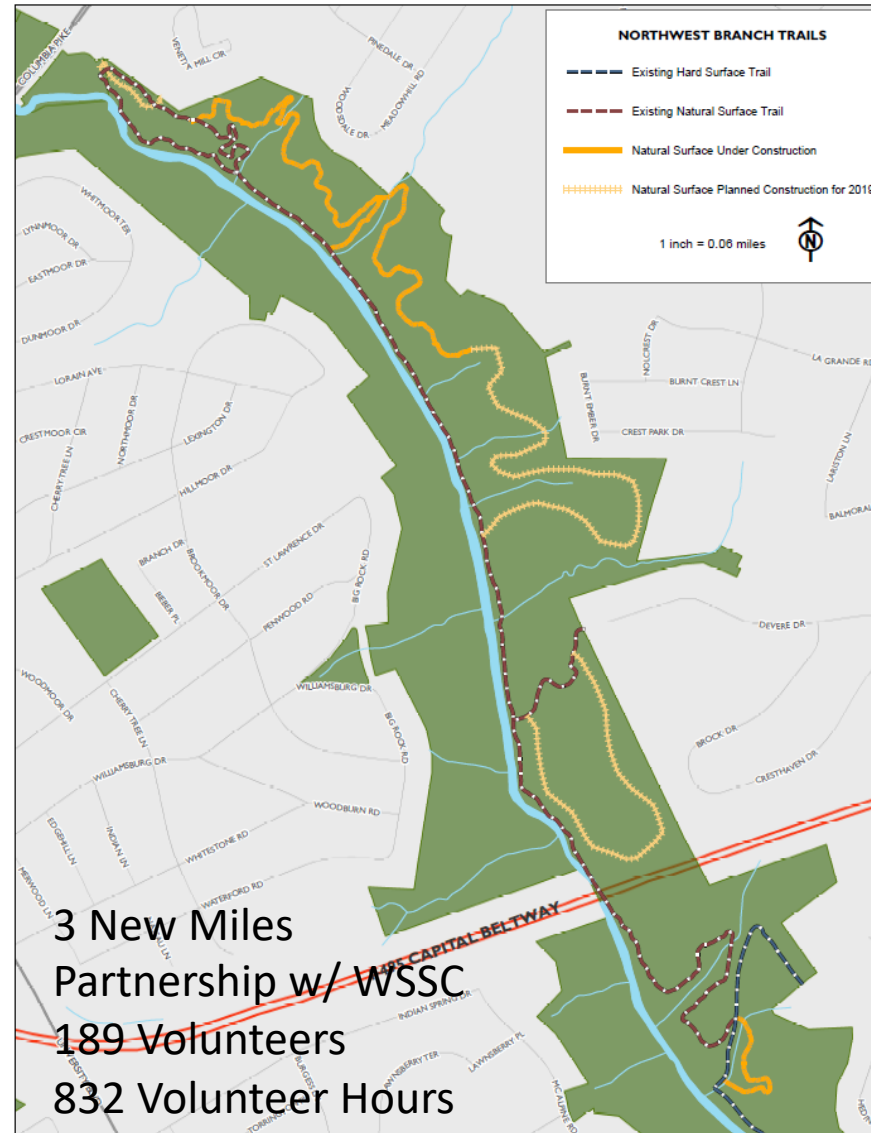 NORTHWEST BRANCH TRAILS
Existing Hard Surface Trail
Existing Natural Surface Trail
Natural Surface Under Construction
Natural Surface Planned Construction for 2019
1 inch = 0.06 miles
N
COLUMBIA PIKE
A MILL CIR
PINEDALE DR
MEADOWHILL RD
WOODSDALE DR
WHITMOOR TER
LYNNMOOR DR
EASTMOOR DR
DUNMOOR DR
LORAIN AVE
CRESTMOOR CIR
NORTHMOOR DR
CHERRY TREE LN
LEXINGTON DR
HILLMOOR DR
NOLCREST DR
LA GRANDE RD
BURNT EMBER DR
BURNT CREST LN
CREST PARK DR
LARISTON LN
BALMORAL
BRANCH DR
BROOKMOOR DR
ST LAWRENCE DR
BIEBER PL
PENWOOD RD
BIG ROCK RD
DEVERE DR
WOODMOOR DR
CHERRY TREE LN
WILLIAMSBURG DR
BIG ROCK RD
BROCK DR
CRESTHAVEN DR
WILLIAMSBURG DR
WOODBURN RD
EDGEHILL LN
INDIAN LN
WHITESTONE RD
WATERFORD RD
MERWOOD LN
I-495 CAPITAL BELTWAY
INDIAN SPRING DR
LAWNSBERRY PL
3 New Miles
Partnership w/ WSSC
189 Volunteers
832 Volunteer Hours